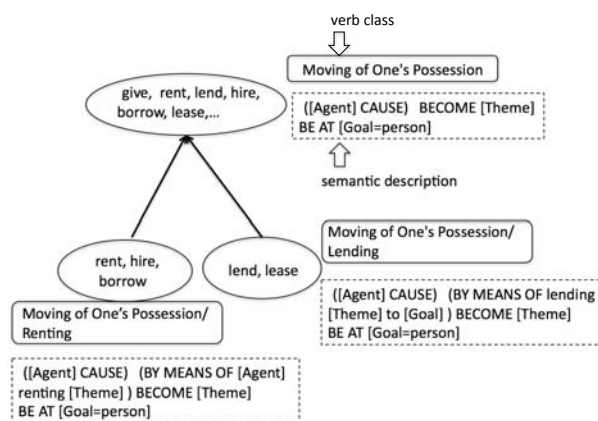 verb class
Moving of One's Possession
give, rent, lend, hire,
borrow, lease,...
([Agent] CAUSE) BECOME [Theme]
BE AT [Goal=person]
semantic description
rent, hire,
borrow
lend, lease
Moving of One's Possession/
Lending
Moving of One's Possession/
Renting
([Agent] CAUSE) (BY MEANS OF lending
[Theme] to [Goal] ) BECOME [Theme]
BE AT [Goal=person]
([Agent] CAUSE) (BY MEANS OF [Agent]
renting [Theme] ) BECOME [Theme]
BE AT [Goal=person]